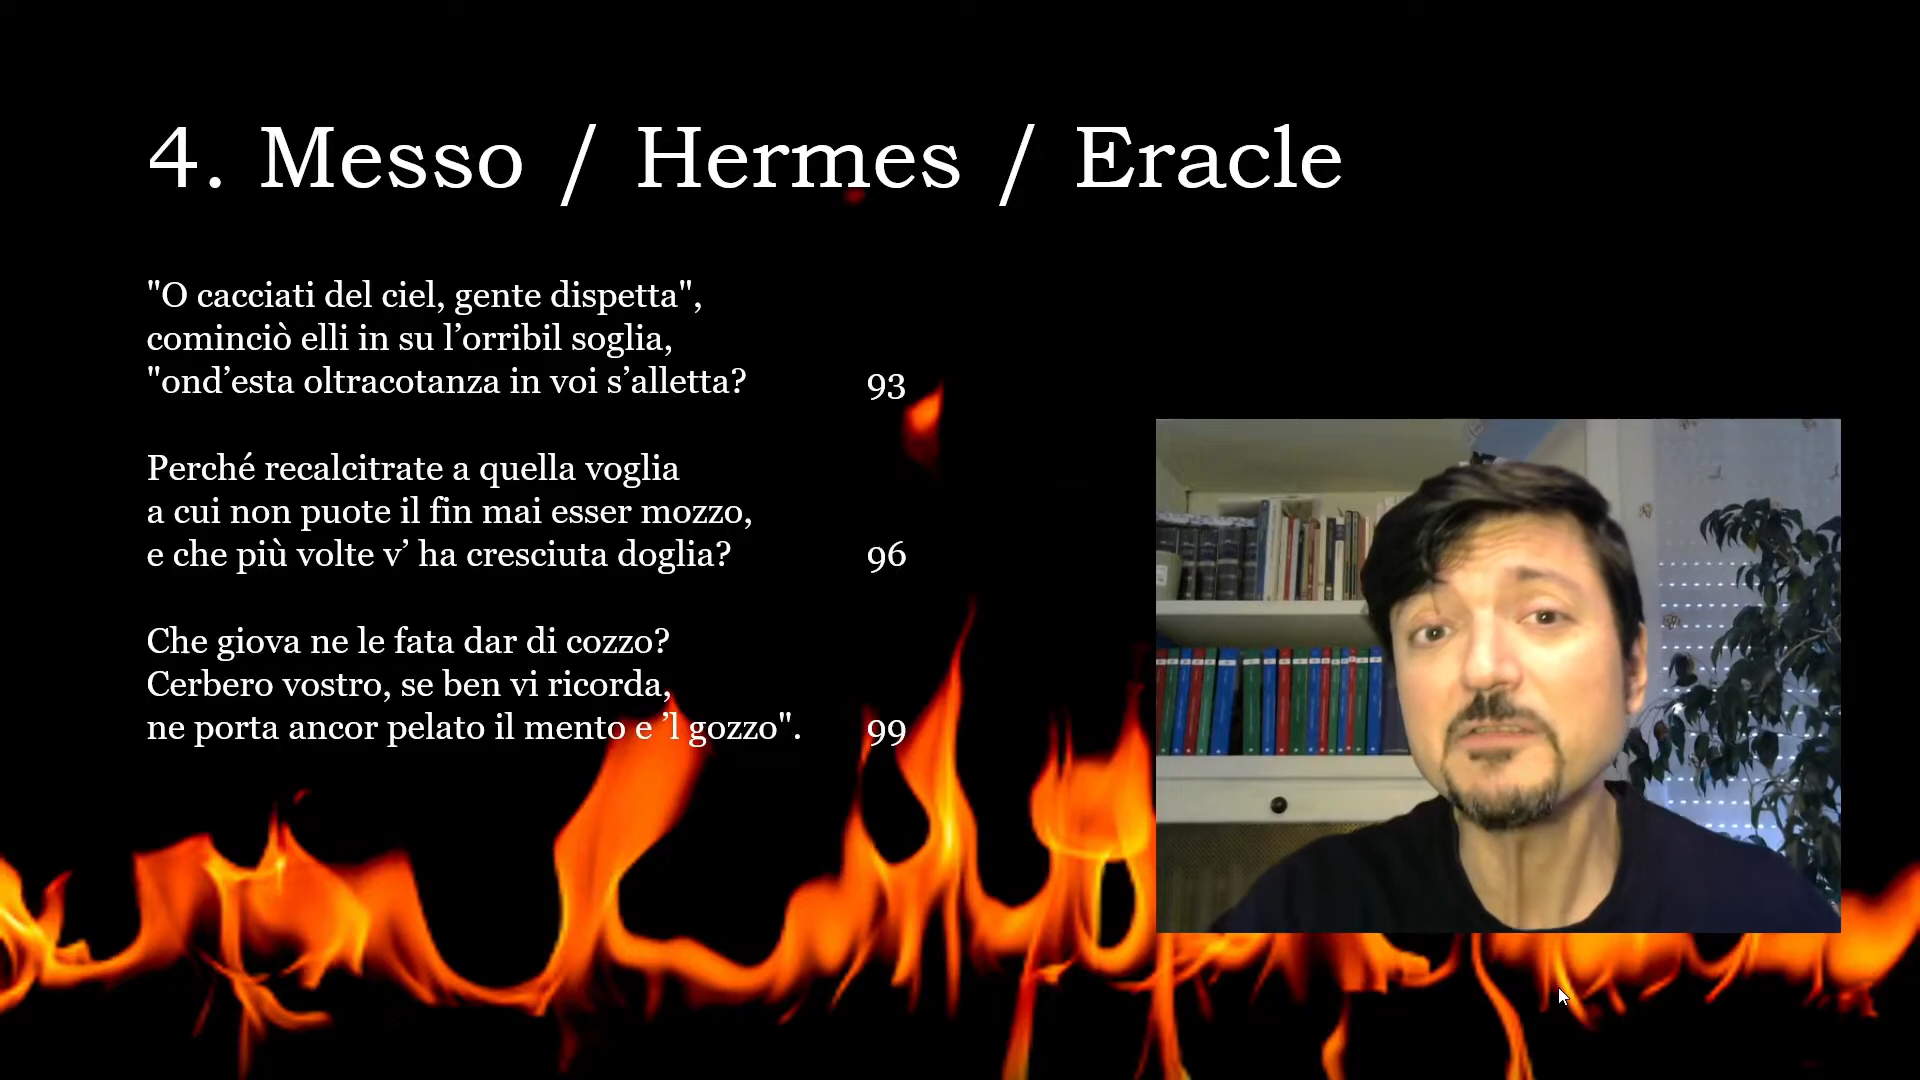 4. Messo / Hermes / Eracle
"O cacciati del ciel, gente dispetta",
cominciò elli in su l’orribil soglia,
"ond’esta oltracotanza in voi s’alletta? 93
Perché recalcitrate a quella voglia
a cui non puote il fin mai esser mozzo,
e che più volte v’ ha cresciuta doglia? 96
Che giova ne le fata dar di cozzo?
Cerbero vostro, se ben vi ricorda,
ne porta ancor pelato il mento e ’l gozzo". 99